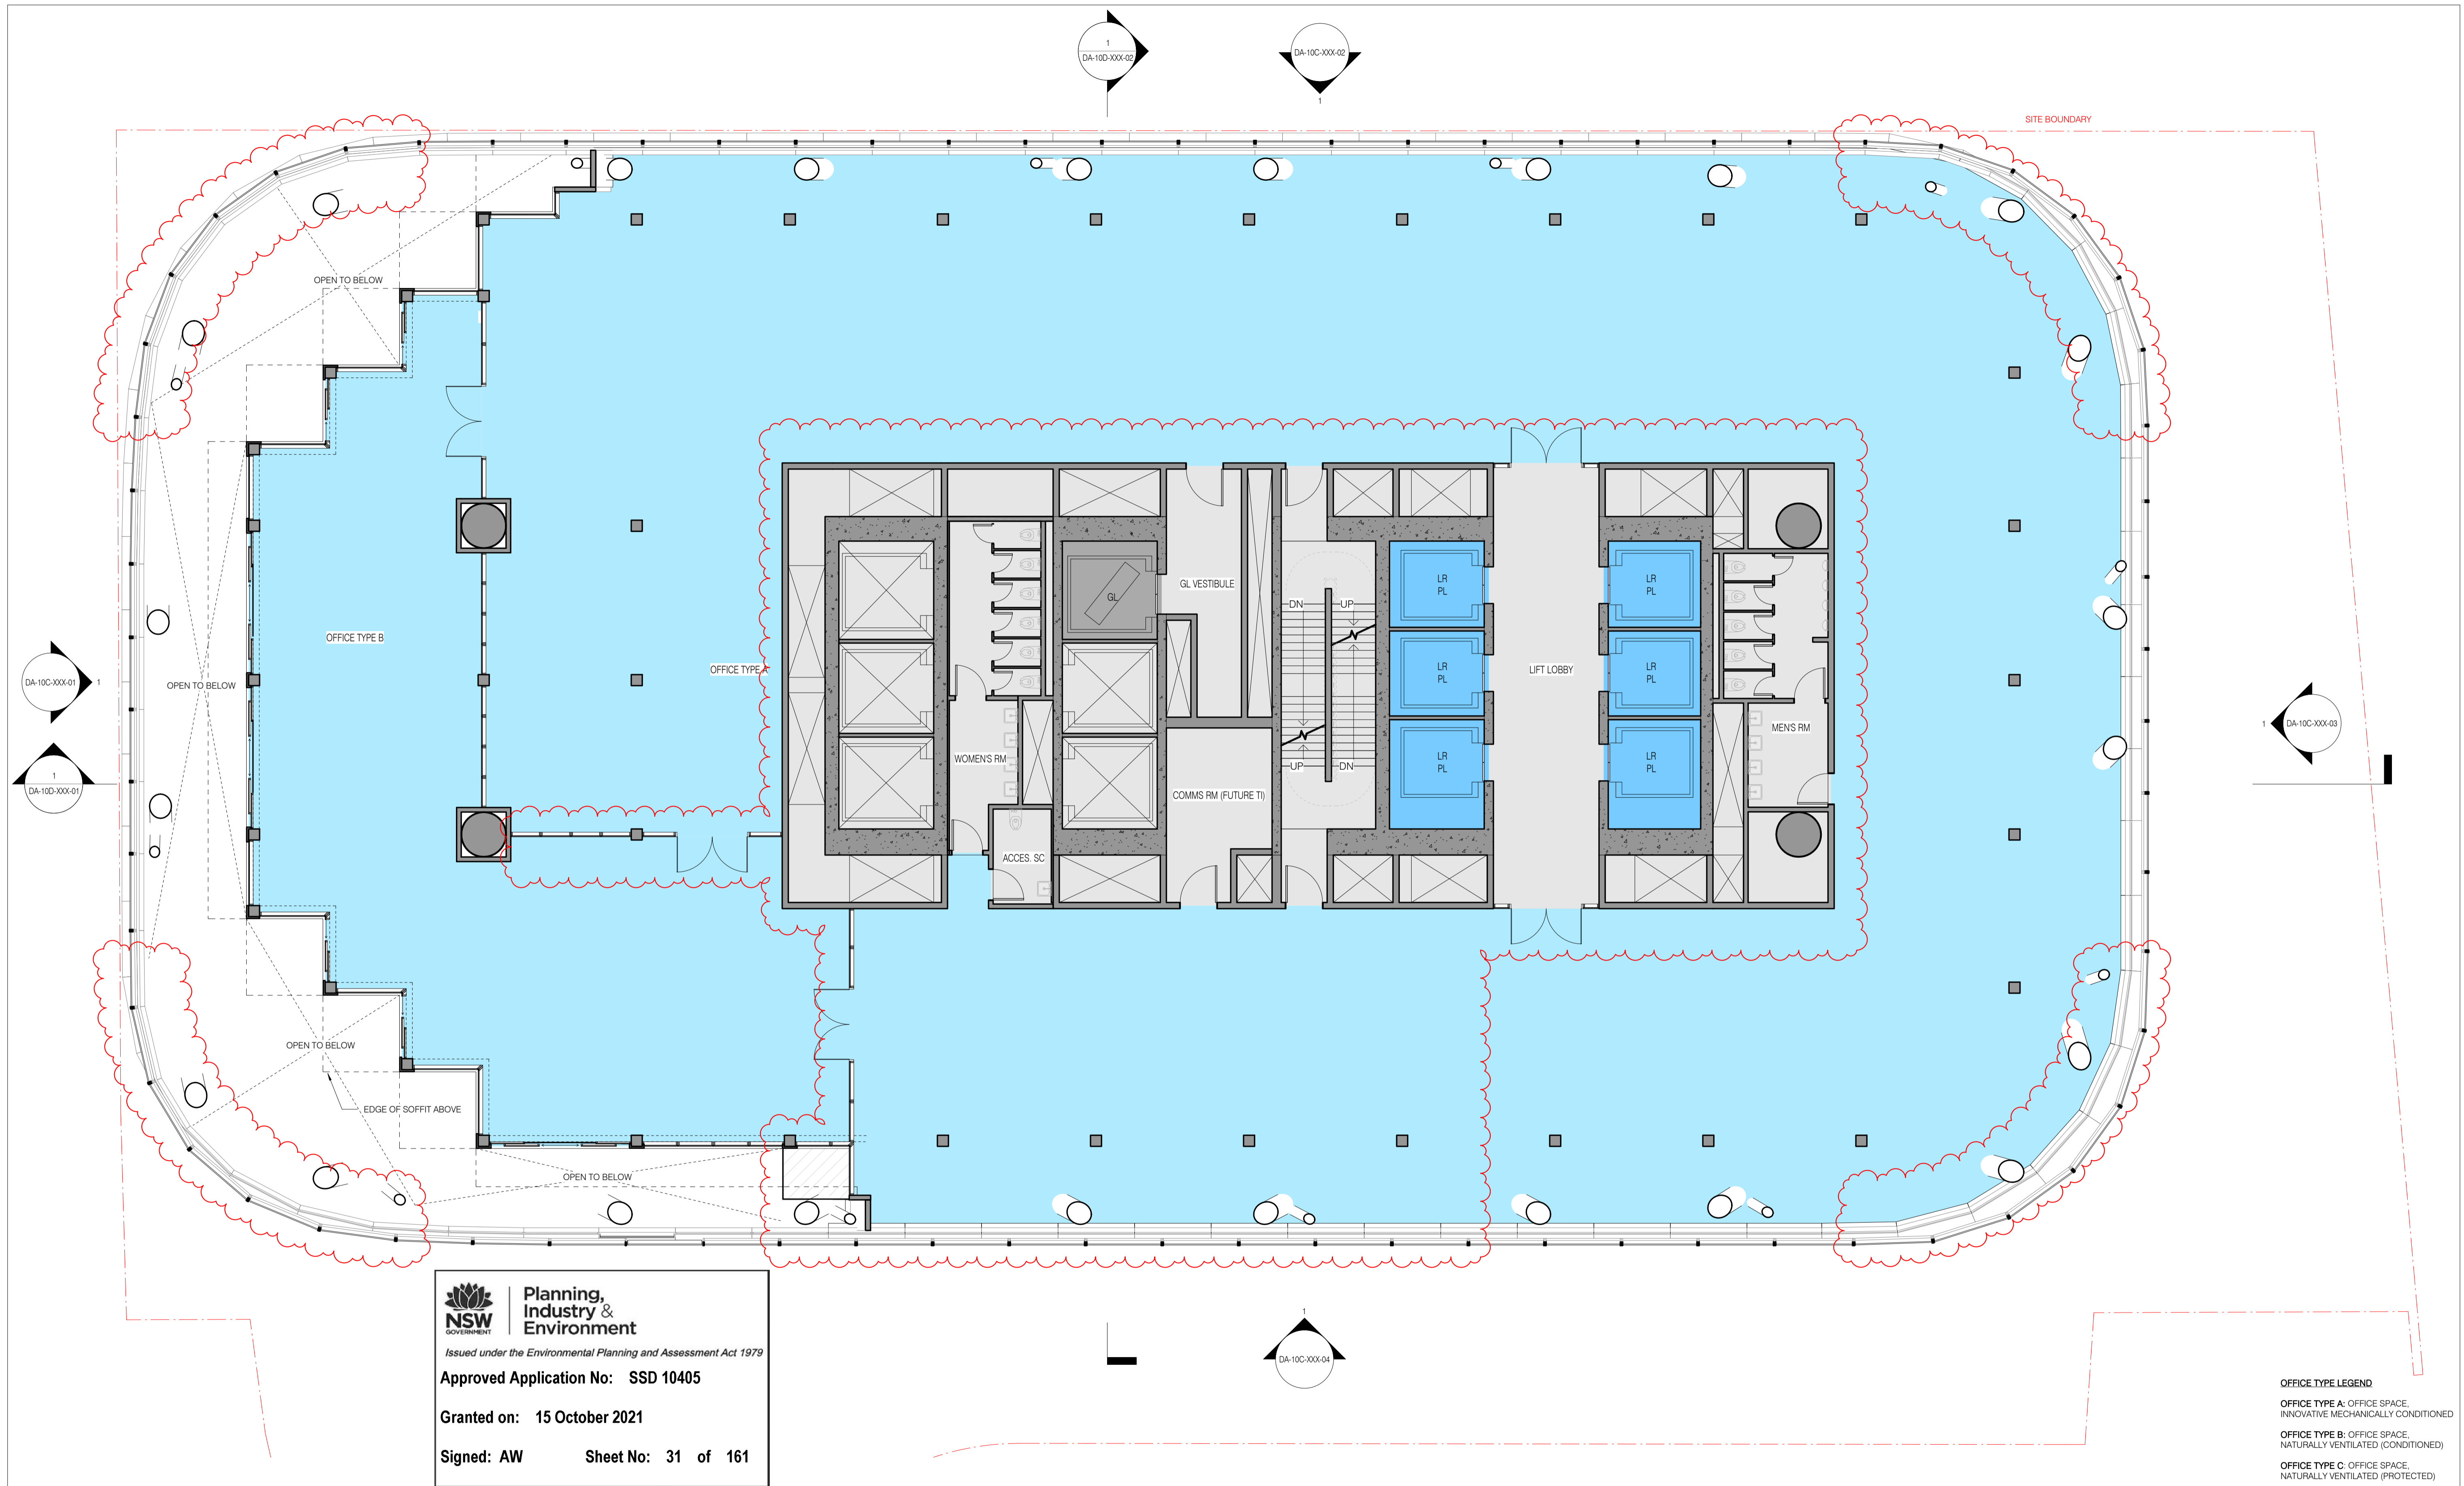 1
DA-10D-XXX-02
DA-10C-XXX-02
1
SITE BOUNDARY
OPEN TO BELOW
OFFICE TYPE B
OPEN TO BELOW
OFFICE TYPE A
GL
GL VESTIBULE
DN
UP
LR
PL
LR
PL
LR
PL
LR
PL
LIFT LOBBY
LR
PL
LR
PL
UP
DN
WOMEN'S RM
COMMS RM (FUTURE TI)
ACCES. SC
MEN'S RM
DA-10C-XXX-01
1
1
DA-10D-XXX-01
1
DA-10C-XXX-03
OPEN TO BELOW
EDGE OF SOFFIT ABOVE
OPEN TO BELOW
1
DA-10C-XXX-04
NSW
GOVERNMENT
Planning,
Industry &
Environment
Issued under the Environmental Planning and Assessment Act 1979
Approved Application No: SSD 10405
Granted on: 15 October 2021
Signed: AW Sheet No: 31 of 161
OFFICE TYPE LEGEND
OFFICE TYPE A: OFFICE SPACE,
INNOVATIVE MECHANICALLY CONDITIONED
OFFICE TYPE B: OFFICE SPACE,
NATURALLY VENTILATED (CONDITIONED)
OFFICE TYPE C: OFFICE SPACE,
NATURALLY VENTILATED (PROTECTED)